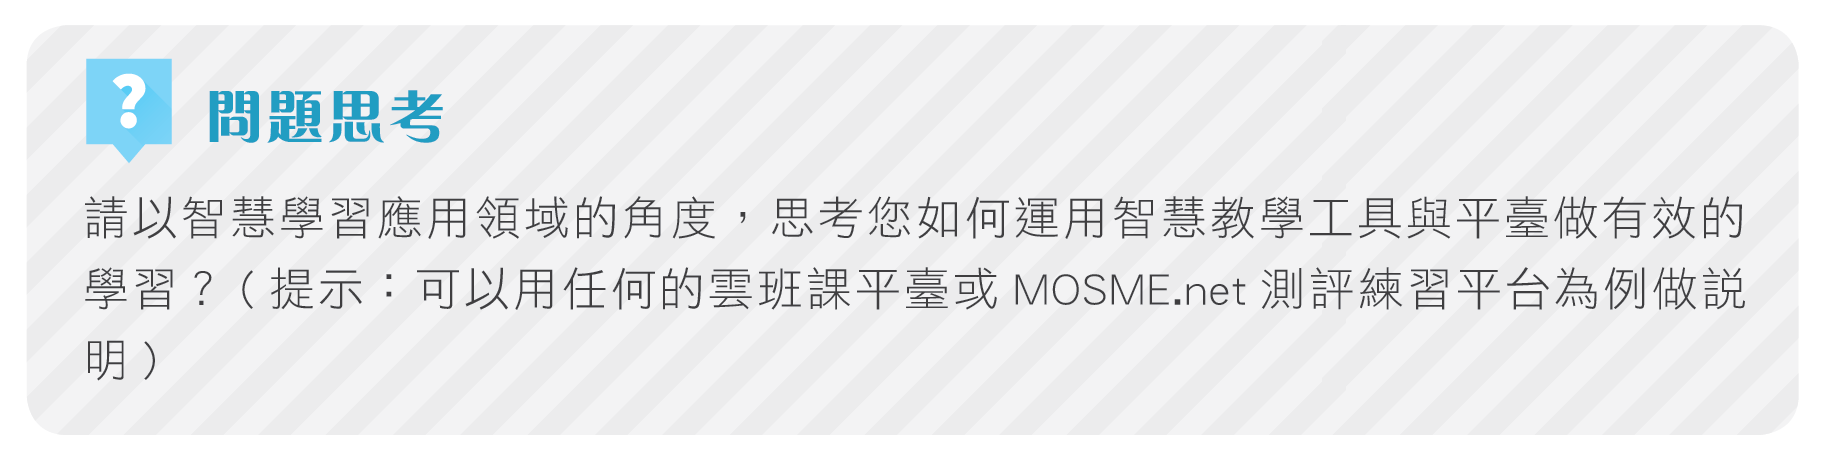 ?
問題思考
請以智慧學習應用領域的角度，思考您如何運用智慧教學工具與平臺做有效的
學習？（提示：可以用任何的雲班課平臺或 MOSME.net 測評練習平台為例做説
明）